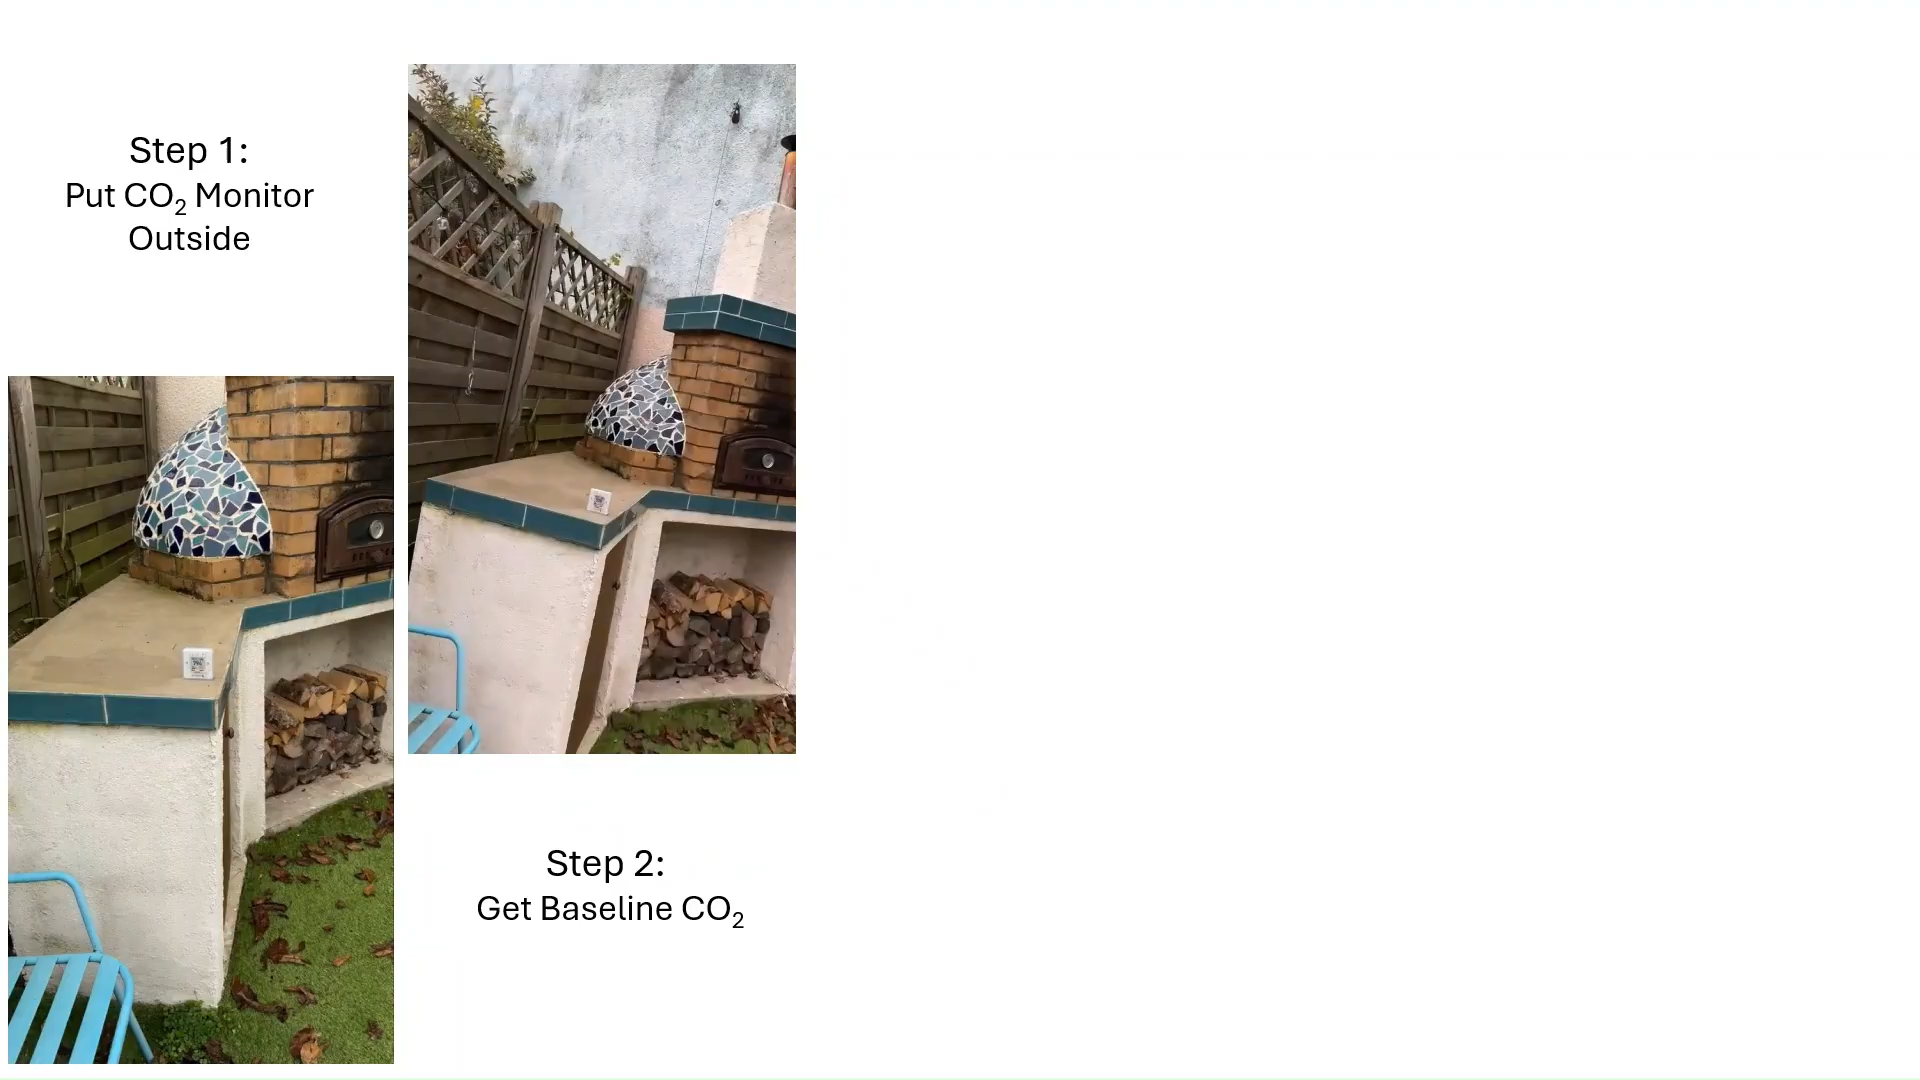 Step 1:
Put CO₂ Monitor
Outside
Step 2:
Get Baseline CO₂